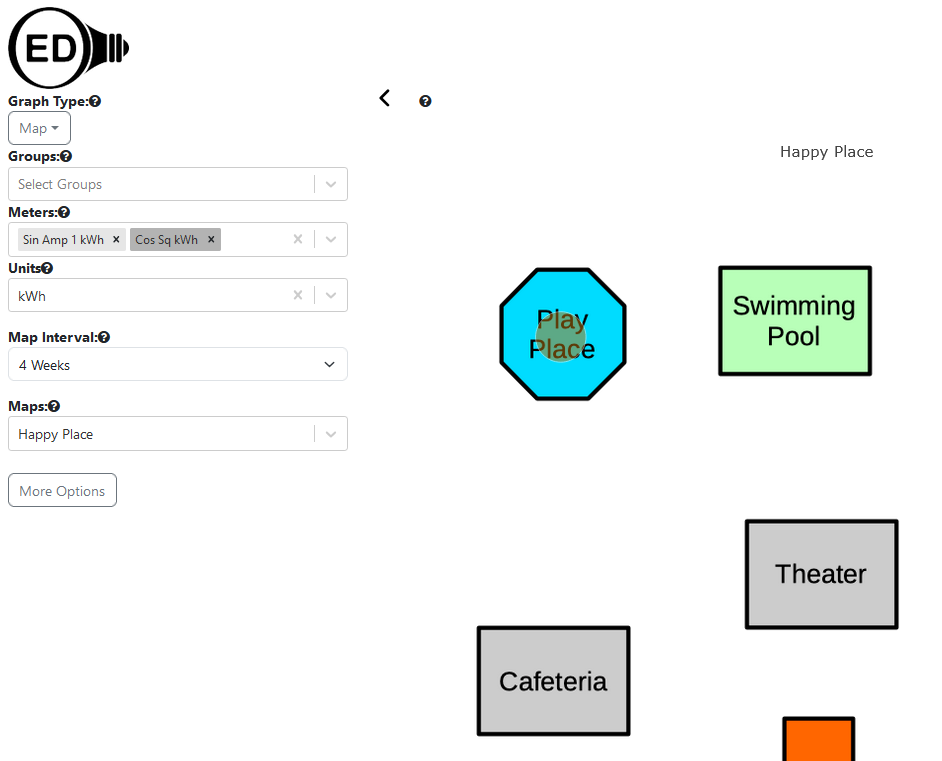 ED
Graph Type:
Map
Groups:
Select Groups
Meters:
Sin Amp 1 kWh × Cos Sq kWh ×
Units
kWh
Map Interval:
4 Weeks
Maps:
Happy Place
More Options
Happy Place
Play
Place
Swimming
Pool
Theater
Cafeteria